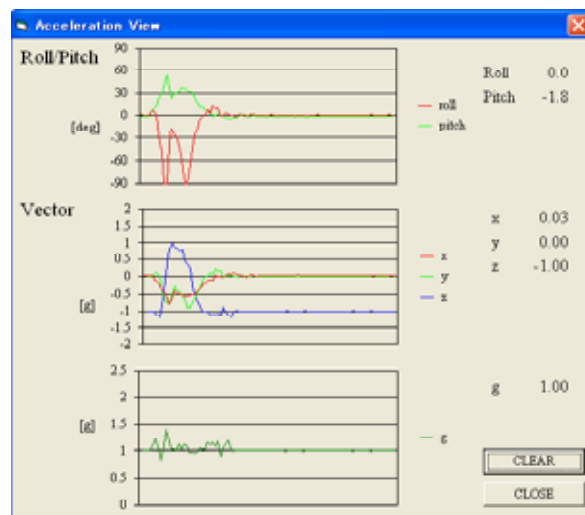 Acceleration View
Roll/Pitch
90
60
30
0
-30
-60
-90
[deg]
roll
pitch
Roll 0.0
Pitch -1.8
Vector
2
1.5
1
0.5
0
-0.5
-1
-1.5
-2
[g]
x
y
z
x 0.03
y 0.00
z -1.00
2.5
2
1.5
1
0.5
0
[g]
g
g 1.00
CLEAR
CLOSE